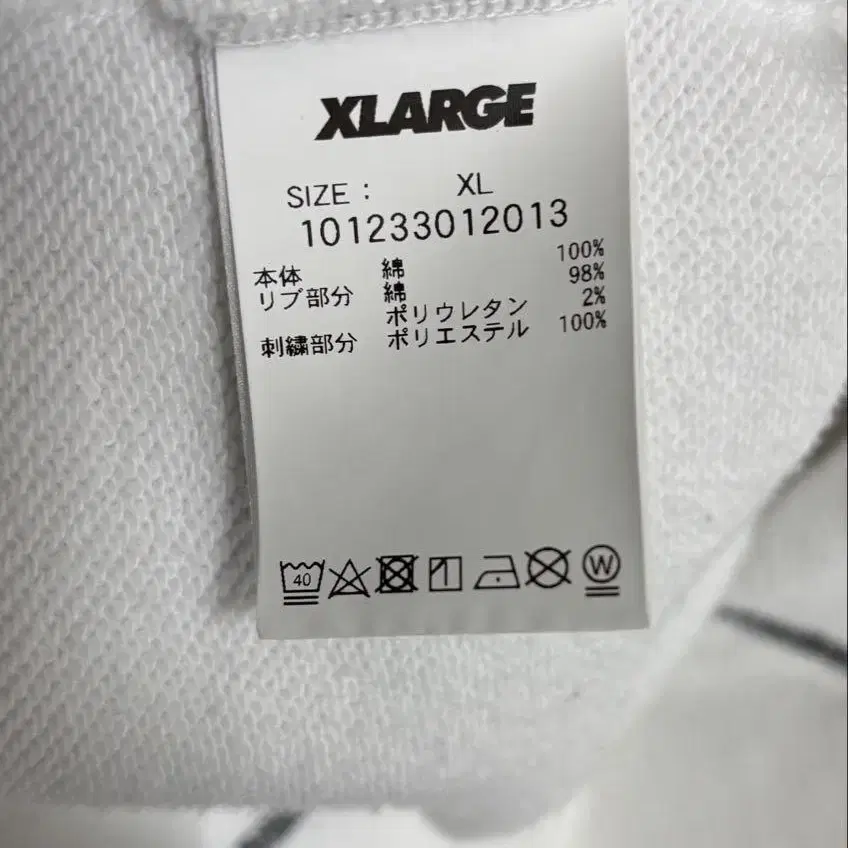 XLARGE
SIZE : XL
101233012013
本体 綿 100%
リブ部分 綿 98%
ポリウレタン 2%
刺繍部分 ポリエステル 100%
40
W